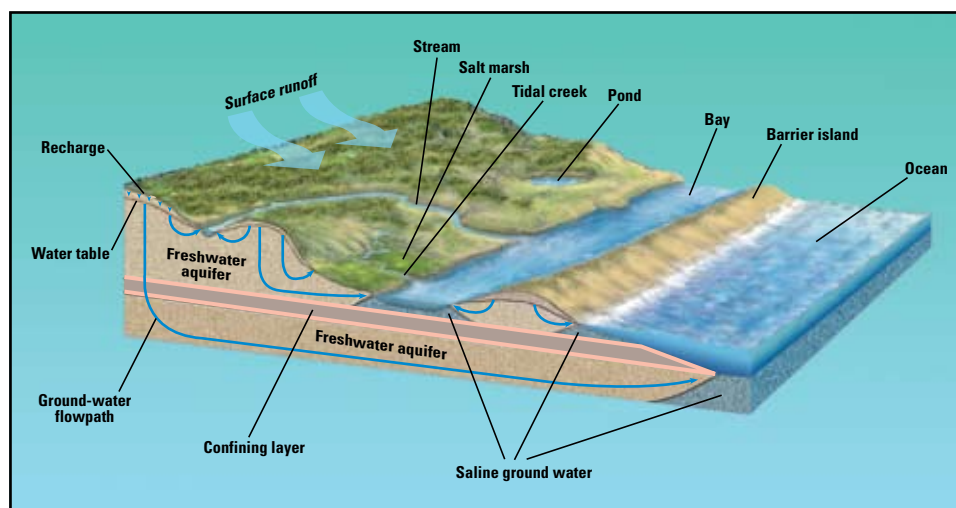 Stream
Salt marsh
Tidal creek
Pond
Surface runoff
Bay
Barrier island
Recharge
Ocean
Water table
Freshwater
aquifer
Freshwater aquifer
Ground-water
flowpath
Confining layer
Saline ground water